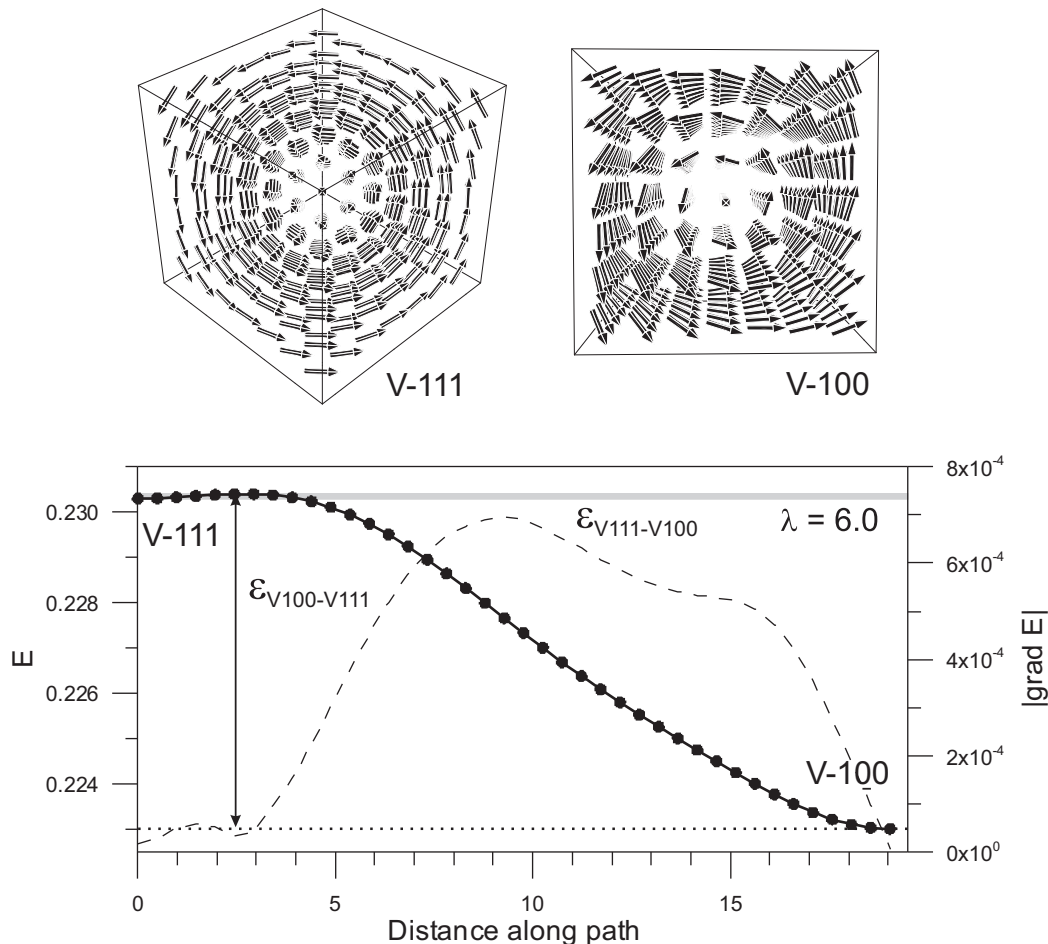 V-111
V-100
8x10⁻⁴
0.230
V-111
ε_V111-V100
λ = 6.0
6x10⁻⁴
ε_V100-V111
0.228
E
|grad E|
4x10⁻⁴
0.226
2x10⁻⁴
V-100
0.224
0x10⁰
0
5
10
15
Distance along path